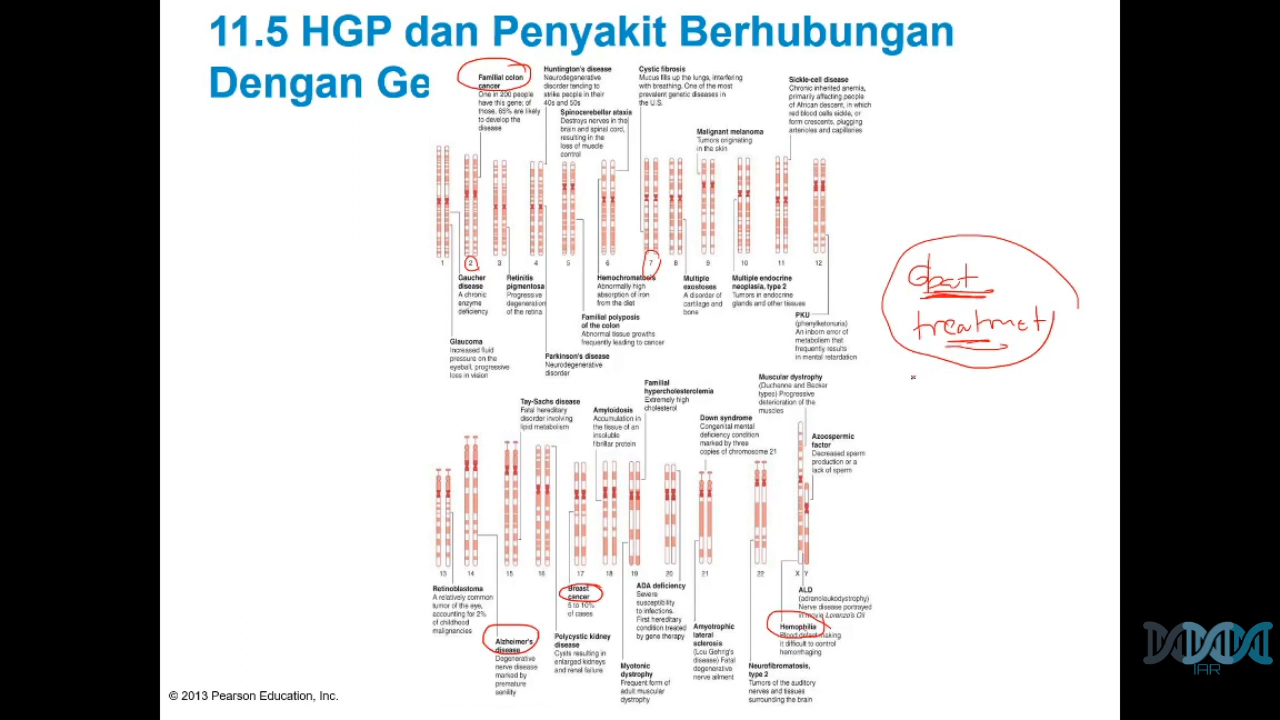 11.5 HGP dan Penyakit Berhubungan
Dengan Ge
Familial colon
cancer
One in 200 people
have this gene; of
those, 65% are likely
to develop the
disease
Huntington's disease
Neurodegenerative
disorder tending to
strike people in their
40s and 50s
Spinocerebellar ataxia
Destroys nerves in the
brain and spinal cord,
resulting in the
loss of muscle
control
Cystic fibrosis
Mucus fills up the lungs, interfering
with breathing. One of the most
prevalent genetic diseases in
the U.S.
Malignant melanoma
Tumors originating
in the skin
Sickle-cell disease
Chronic inherited anemia,
primarily affecting people
of African descent, in which
red blood cells sickle, or
form crescents, plugging
arterioles and capillaries
1 2 3 4 5 6 7 8 9 10 11 12
Gaucher
disease
A chronic
enzyme
deficiency
Retinitis
pigmentosa
Progressive
degeneration
of the retina
Hemochromatosis
Abnormally high
absorption of iron
from the diet
Multiple
exostoses
A disorder of
cartilage and
bone
Multiple endocrine
neoplasia, type 2
Tumors in endocrine
glands and other tissues
Familial polyposis
of the colon
Abnormal tissue growths
frequently leading to cancer
PKU
(phenylketonuria)
An inborn error of
metabolism that
frequently results
in mental retardation
Glaucoma
Increased fluid
pressure on the
eyeball, progressive
loss in vision
Parkinson's disease
Neurodegenerative
disorder
Obat
treatmet
Muscular dystrophy
(Duchenne and Becker
types) Progressive
deterioration of the
muscles
Familial
hypercholesterolemia
Extremely high
cholesterol
Tay-Sachs disease
Fatal hereditary
disorder involving
lipid metabolism
Amyloidosis
Accumulation in
the tissue of an
insoluble
fibrillar protein
Down syndrome
Congenital mental
deficiency condition
marked by three
copies of chromosome 21
Azoospermic
factor
Decreased sperm
production or a
lack of sperm
13 14 15 16 17 18 19 20 21 22 X Y
Retinoblastoma
A relatively common
tumor of the eye,
accounting for 2%
of childhood
malignancies
Alzheimer's
disease
Degenerative
nerve disease
marked by
premature
senility
Polycystic kidney
disease
Cysts resulting in
enlarged kidneys
and renal failure
Breast
cancer
5 to 10%
of cases
Myotonic
dystrophy
Frequent form of
adult muscular
dystrophy
ADA deficiency
Severe
susceptibility
to infections.
First hereditary
condition treated
by gene therapy
Amyotrophic
lateral
sclerosis
(Lou Gehrig's
disease) Fatal
degenerative
nerve ailment
Neurofibromatosis,
type 2
Tumors of the auditory
nerves and tissues
surrounding the brain
ALD
(adrenoleukodystrophy)
Nerve disease portrayed
in movie Lorenzo's Oil
Hemophilia
Blood defect making
it difficult to control
hemorrhaging
© 2013 Pearson Education, Inc.
IAR